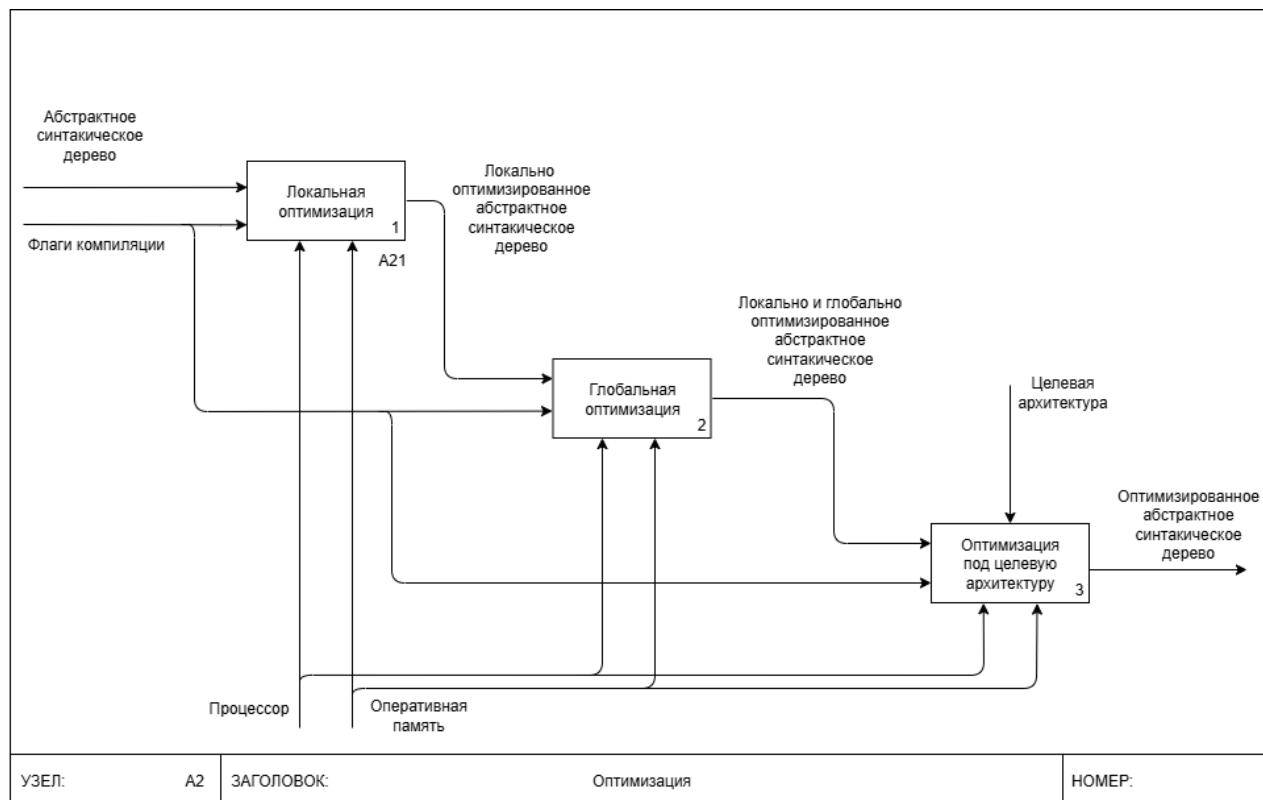 Абстрактное
синтакическое
дерево
Флаги компиляции
Локальная
оптимизация
1
A21
Локально
оптимизированное
абстрактное
синтакическое
дерево
Глобальная
оптимизация
2
Локально и глобально
оптимизированное
абстрактное
синтакическое
дерево
Целевая
архитектура
Оптимизация
под целевую
архитектуру
3
Оптимизированное
абстрактное
синтакическое
дерево
Процессор
Оперативная
память
УЗЕЛ: A2 ЗАГОЛОВОК: Оптимизация НОМЕР: